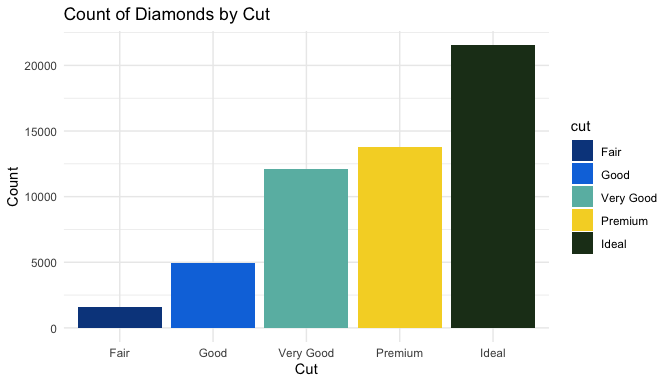 Count of Diamonds by Cut
Count
20000
15000
10000
5000
0
Fair Good Very Good Premium Ideal
Cut
cut
Fair
Good
Very Good
Premium
Ideal